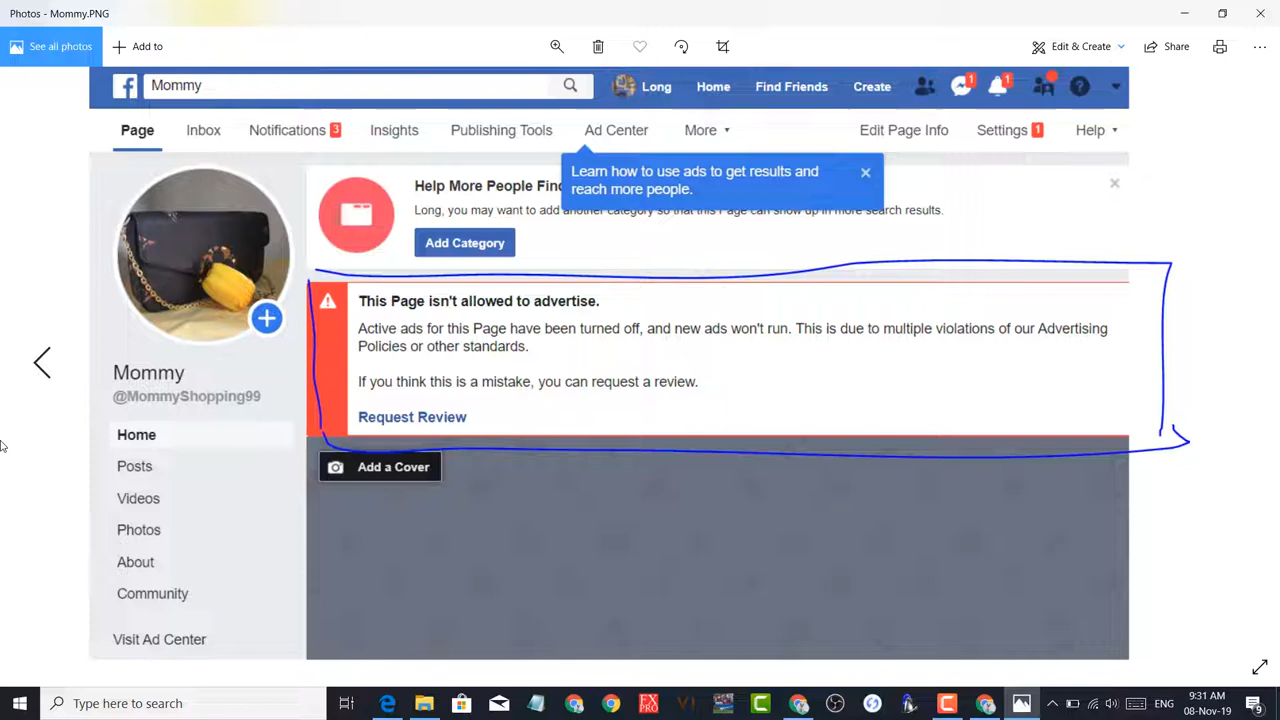 Photos - Mommy.PNG
See all photos
Add to
Edit & Create
Share
Mommy
Long
Home
Find Friends
Create
1
1
Page
Inbox
Notifications 3
Insights
Publishing Tools
Ad Center
More
Edit Page Info
Settings 1
Help
Learn how to use ads to get results and
reach more people.
Help More People Fin
Long, you may want to add another category so that this Page can show up in more search results.
Add Category
This Page isn't allowed to advertise.
Active ads for this Page have been turned off, and new ads won't run. This is due to multiple violations of our Advertising
Policies or other standards.
If you think this is a mistake, you can request a review.
Request Review
Add a Cover
Mommy
@MommyShopping99
Home
Posts
Videos
Photos
About
Community
Visit Ad Center
Type here to search
FX
PRO
ENG
9:31 AM
08-Nov-19